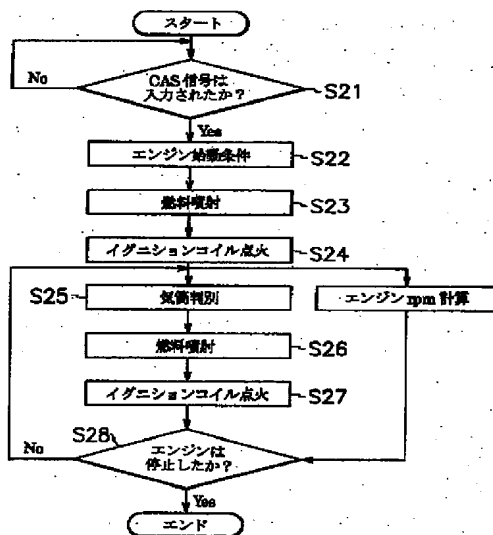 スタート
No
CAS信号は
入力されたか?
S21
Yes
エンジン始動条件
S22
燃料噴射
S23
イグニションコイル点火
S24
S25
気筒判別
エンジン rpm 計算
燃料噴射
S26
イグニションコイル点火
S27
S28
No
エンジンは
停止したか?
Yes
エンド